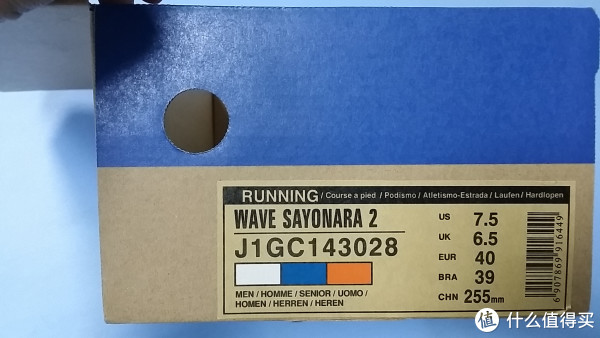 RUNNING / Course a pied / Podismo / Atletismo-Estrada / Laufen / Hardlopen
WAVE SAYONARA 2
J1GC143028
MEN / HOMME / SENIOR / UOMO /
HOMEN / HERREN / HEREN
US 7.5
UK 6.5
EUR 40
BRA 39
CHN 255mm
6907869916449
值 什么值得买